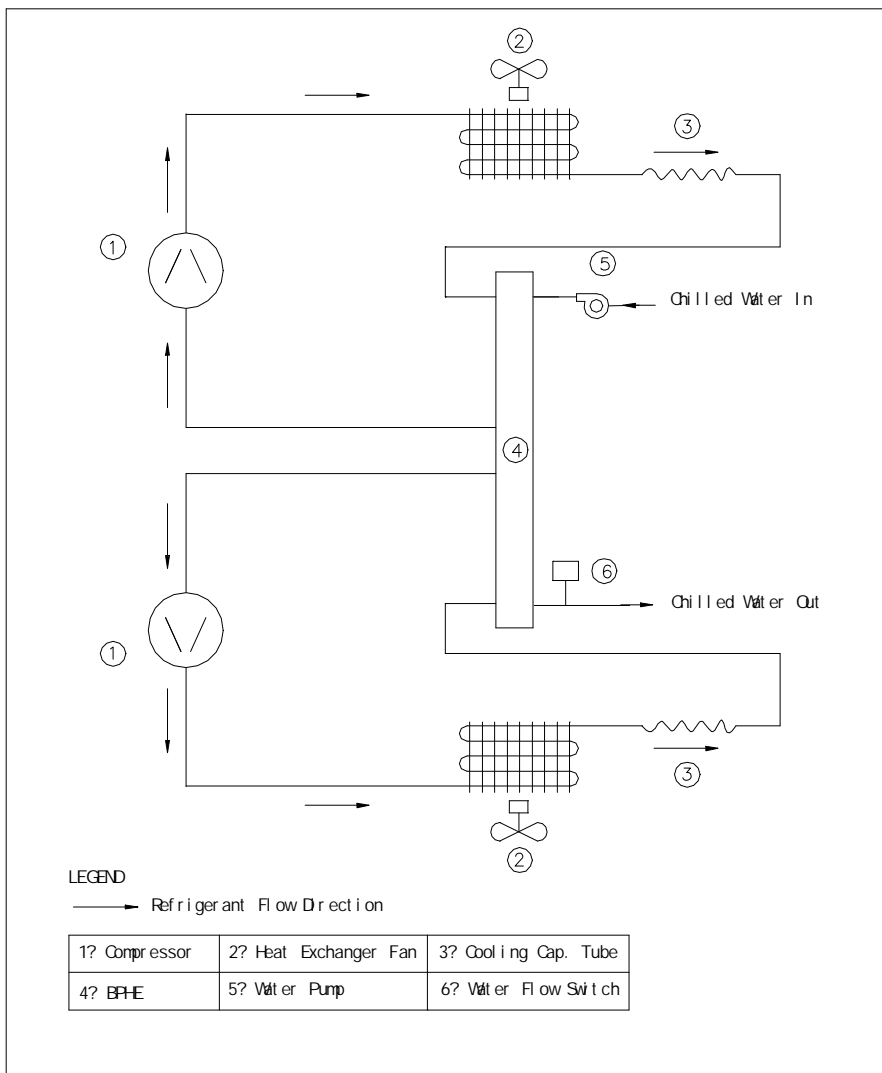 2
3
1
5
Chilled Water In
4
6
Chilled Water Out
1
3
2
LEGEND
Refrigerant Flow Direction
1? Compressor
2? Heat Exchanger Fan
3? Cooling Cap. Tube
4? BPHE
5? Water Pump
6? Water Flow Switch